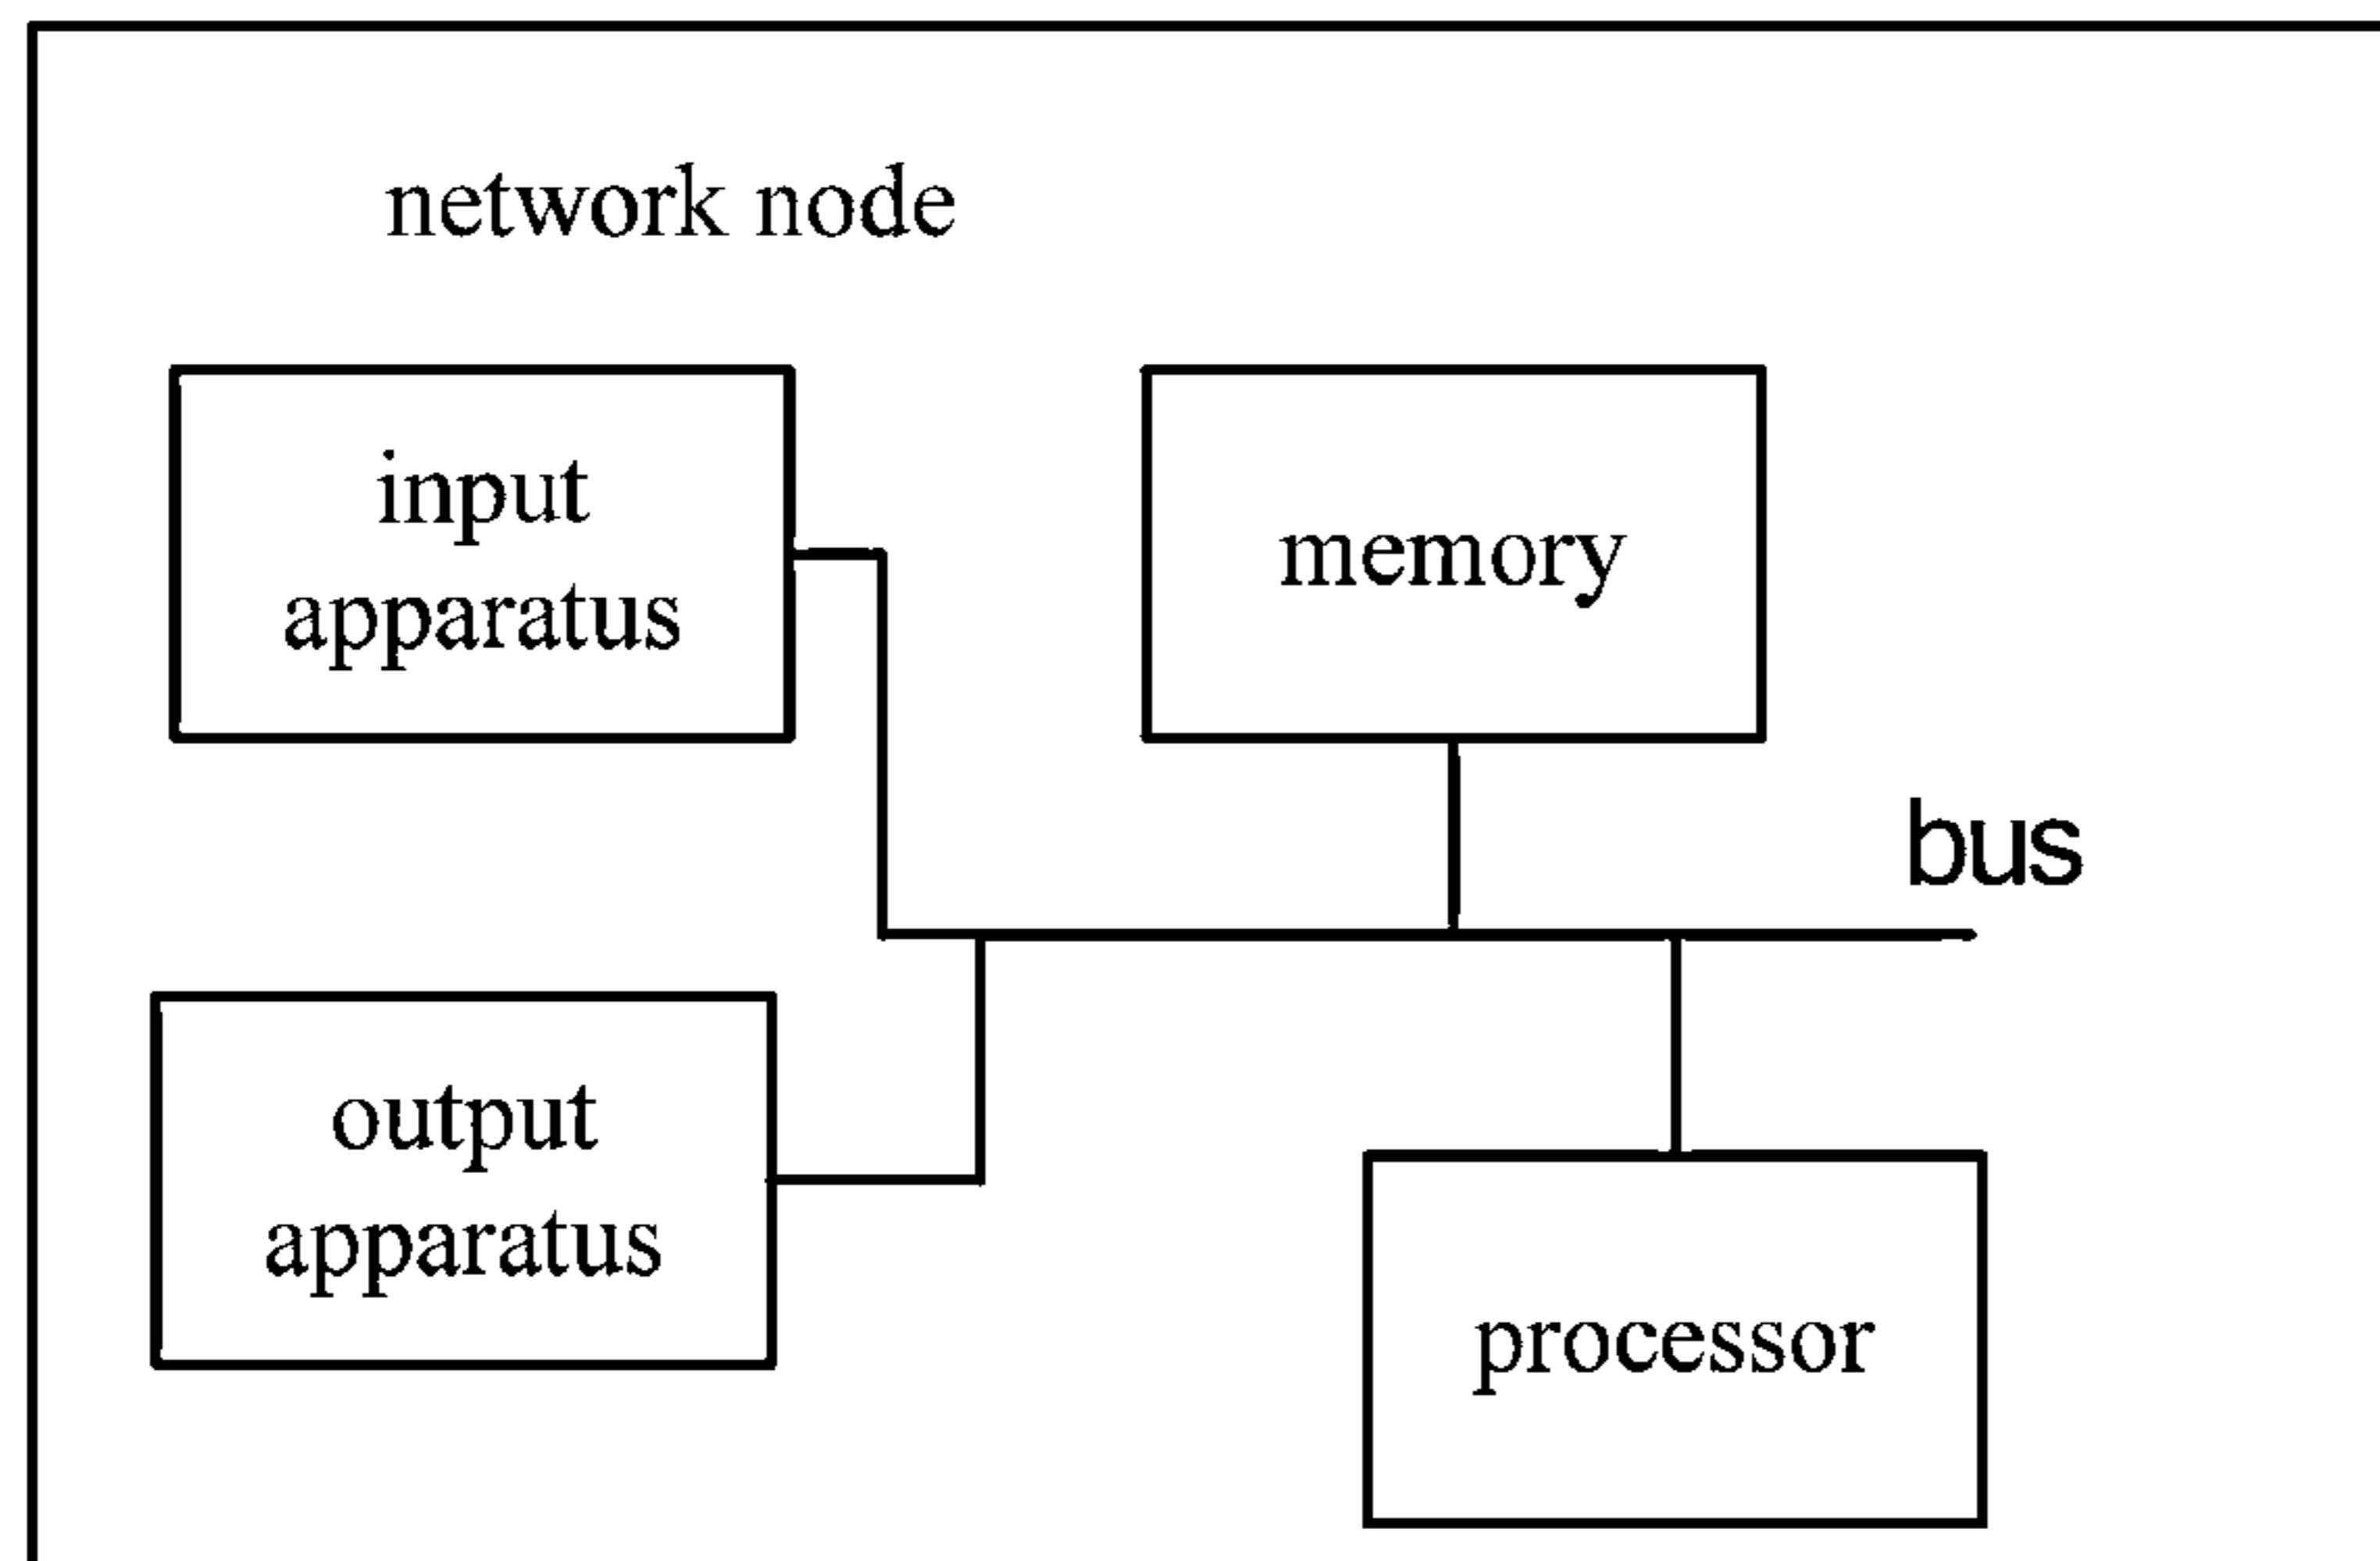 network node
input
apparatus
memory
bus
output
apparatus
processor